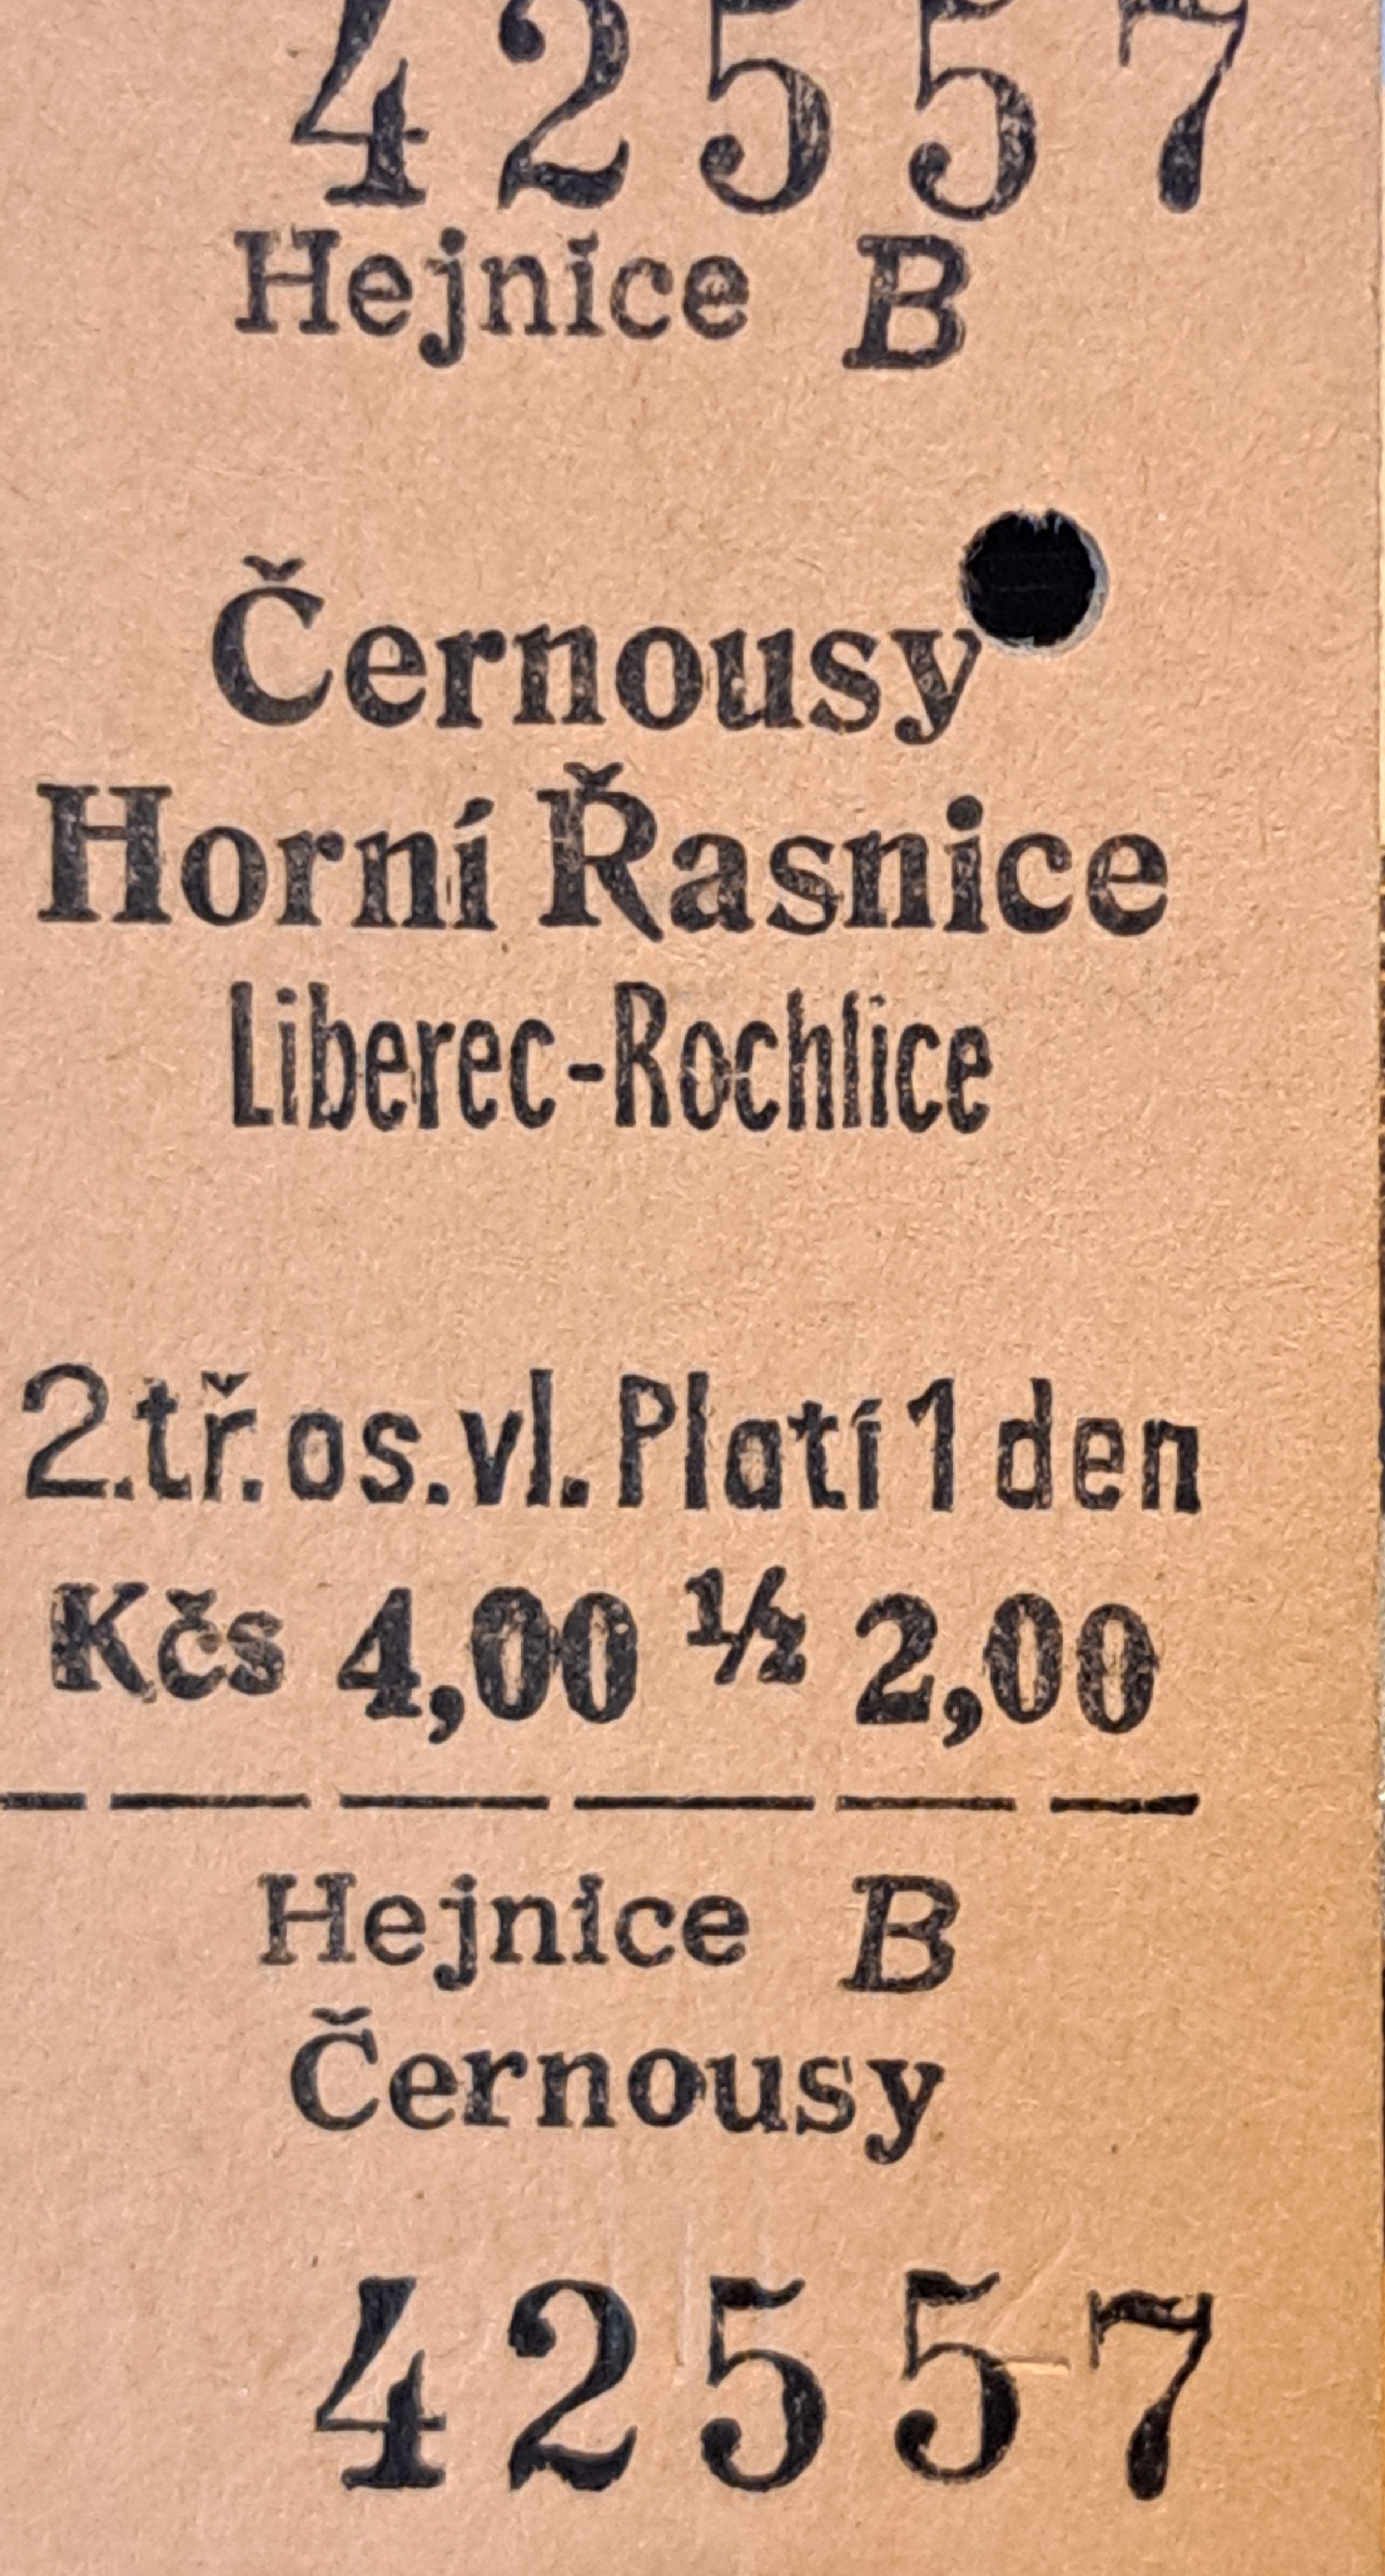 42557
Hejnice B
Černousy
Horní Řasnice
Liberec-Rochlice
2.tř.os.vl.Platí 1 den
Kčs 4,00 ½ 2,00
Hejnice B
Černousy
42557